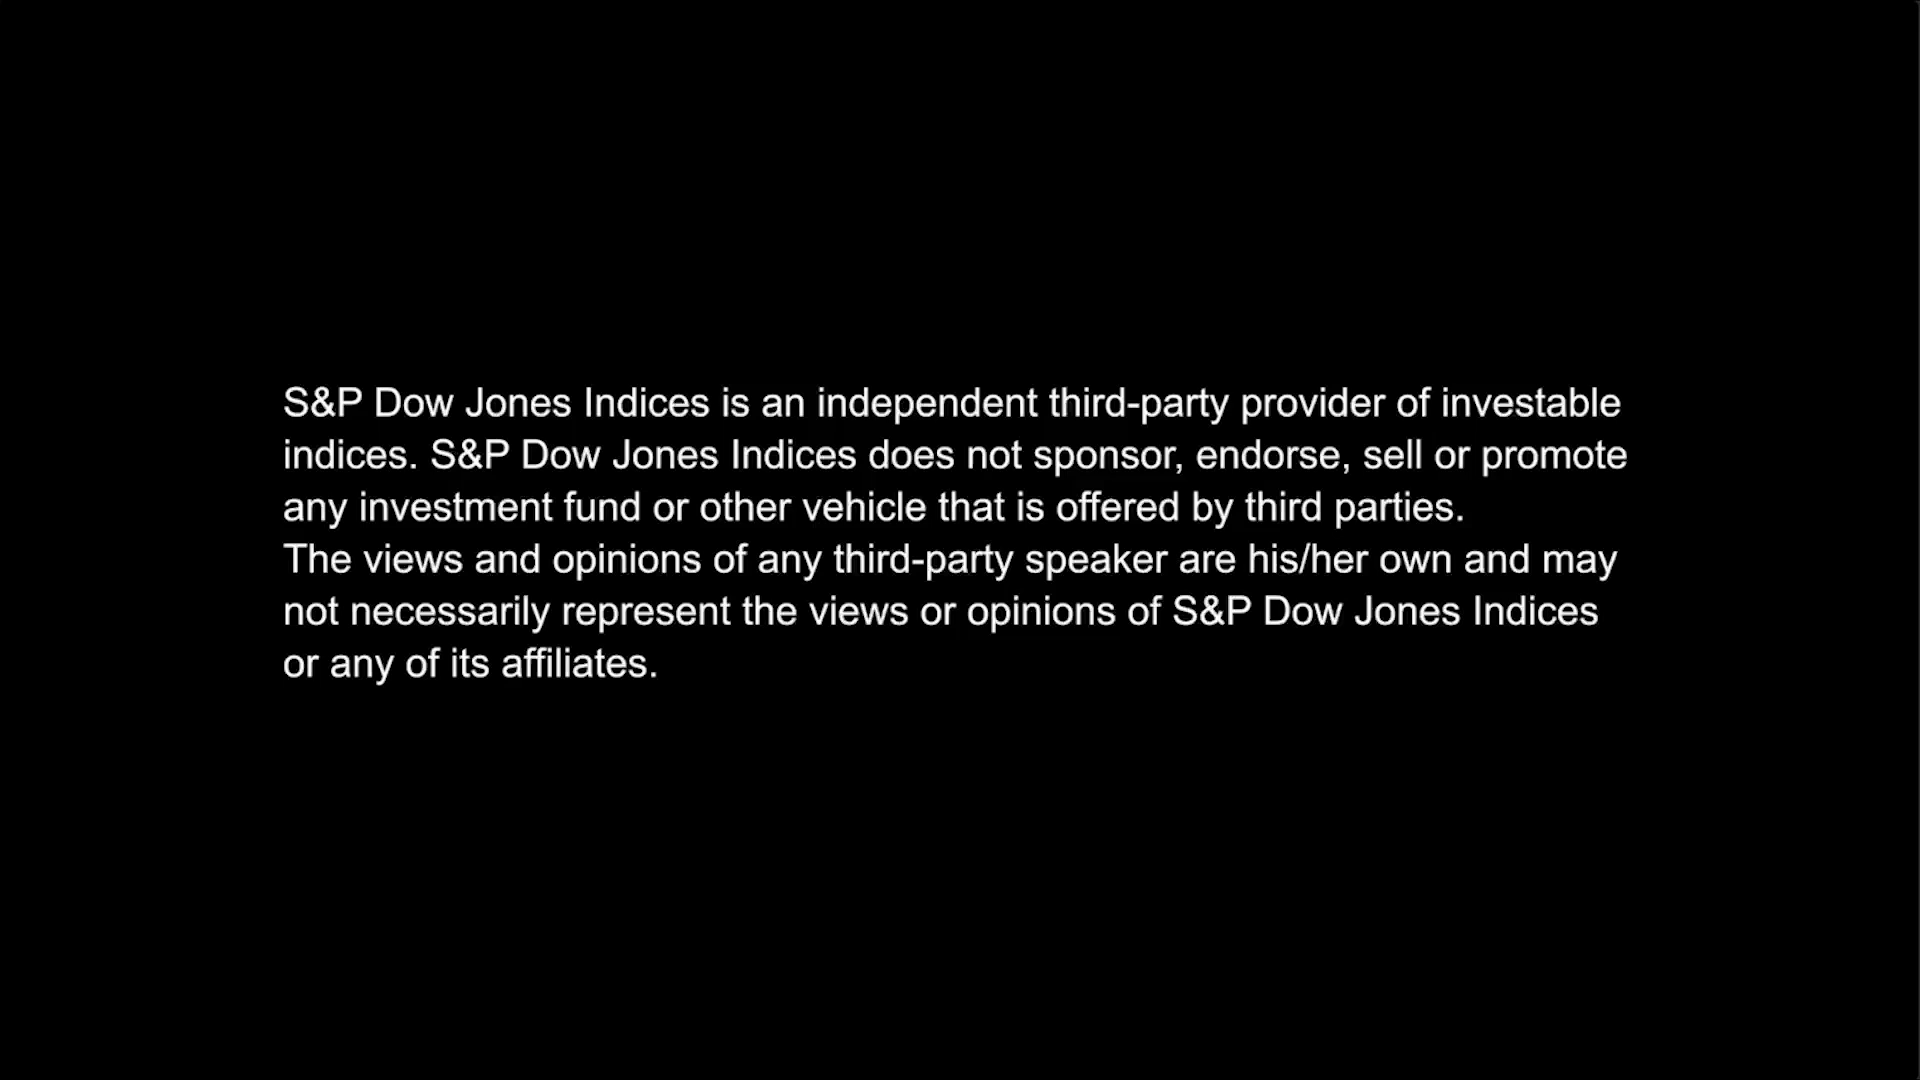 S&P Dow Jones Indices is an independent third-party provider of investable
indices. S&P Dow Jones Indices does not sponsor, endorse, sell or promote
any investment fund or other vehicle that is offered by third parties.
The views and opinions of any third-party speaker are his/her own and may
not necessarily represent the views or opinions of S&P Dow Jones Indices
or any of its affiliates.